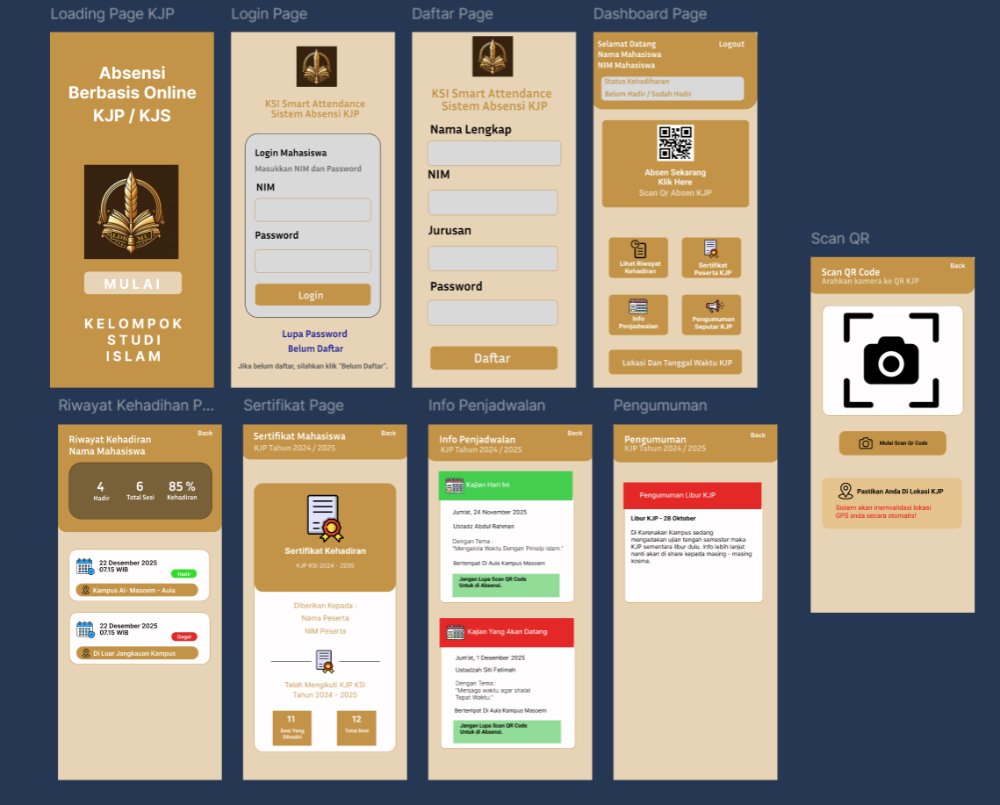 Loading Page KJP
Absensi
Berbasis Online
KJP / KJS
LDK MU
MULAI
KELOMPOK
STUDI
ISLAM
Login Page
KSI Smart Attendance
Sistem Absensi KJP
Login Mahasiswa
Masukkan NIM dan Password
NIM
Password
Login
Lupa Password
Belum Daftar
Jika belum daftar, silahkan klik "Belum Daftar".
Daftar Page
KSI Smart Attendance
Sistem Absensi KJP
Nama Lengkap
NIM
Jurusan
Password
Daftar
Dashboard Page
Selamat Datang
Logout
Nama Mahasiswa
NIM Mahasiswa
Status Kehadiharan
Belum Hadir / Sudah Hadir
Absen Sekarang
Klik Here
Scan Qr Absen KJP
Lihat Riwayat
Kehadiran
Sertifikat
Peserta KJP
Info
Penjadwalan
Pengumuman
Seputar KJP
Lokasi Dan Tanggal Waktu KJP
Scan QR
Back
Scan QR Code
Arahkan kamera ke QR KJP
Mulai Scan Qr Code
Pastikan Anda Di Lokasi KJP
Sistem akan memvalidasi lokasi
GPS anda secara otomatis!
Riwayat Kehadihan P...
Back
Riwayat Kehadiran
Nama Mahasiswa
4
Hadir
6
Total Sesi
85 %
Kehadiran
22 Desember 2025
07.15 WIB
Hadir
Kampus Al- Masoem - Aula
22 Desember 2025
07.15 WIB
Gagal
Di Luar Jangkauan Kampus
Sertifikat Page
Sertifikat Mahasiswa
Back
KJP Tahun 2024 / 2025
Sertifikat Kehadiran
KJP KSI 2024 - 2035
Diberikan Kepada :
Nama Peserta
NIM Peserta
Telah Mengikuti KJP KSI
Tahun 2024 - 2025
11
Sesi Yang
Dihadiri
12
Total Sesi
Info Penjadwalan
Info Penjadwalan
Back
KJP Tahun 2024 / 2025
Kajian Hari Ini
Jumlat, 24 November 2025
Ustadz Abdul Rahman
Dengan Tema :
"Mengelola Waktu Dengan Prinsip Islam."
Bertempat Di Aula Kampus Masoem
Jangan Lupa Scan QR Code
Untuk di Absensi.
Kajian Yang Akan Datang
Jum'at, 1 Desember 2025
Ustadzah Siti Fatimah
Dengan Tema :
"Menjaga waktu agar shalat
Tepat Waktu."
Bertempat Di Aula Kampus Masoem
Jangan Lupa Scan QR Code
Untuk di Absensi.
Pengumuman
Pengumuman
Back
KJP Tahun 2024 / 2025
Pengumuman Libur KJP
Libur KJP - 28 Oktober
Di Karenakan Kampus sedang
mengadakan ujian tengah semester maka
KJP sementara libur dulu. Info lebih lanjut
nanti akan di share kepada masing - masing
kosma.